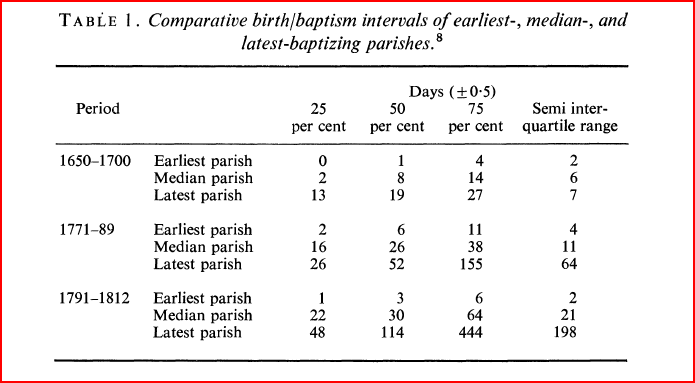 TABLE 1. Comparative birth/baptism intervals of earliest-, median-, and
latest-baptizing parishes.8
Days (±0·5)
Period 25 50 75 Semi inter-
per cent per cent per cent quartile range
1650–1700 Earliest parish 0 1 4 2
Median parish 2 8 14 6
Latest parish 13 19 27 7
1771–89 Earliest parish 2 6 11 4
Median parish 16 26 38 11
Latest parish 26 52 155 64
1791–1812 Earliest parish 1 3 6 2
Median parish 22 30 64 21
Latest parish 48 114 444 198